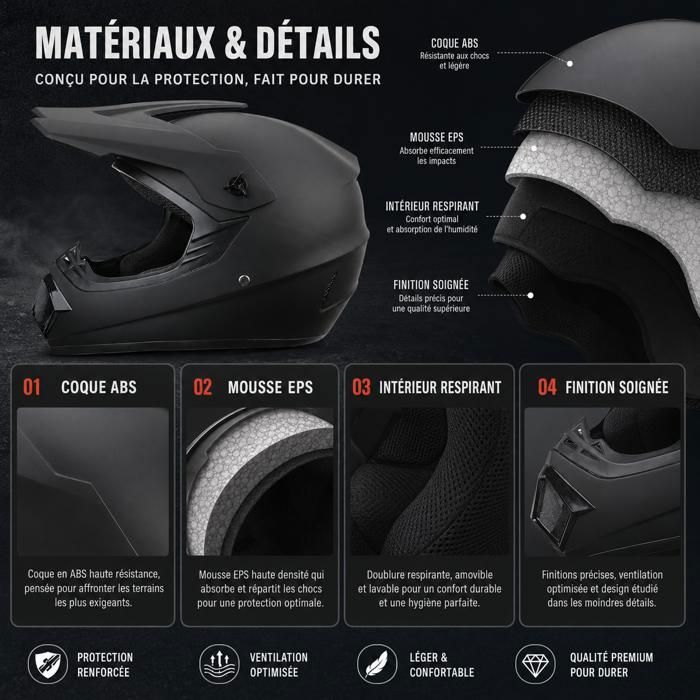 MATÉRIAUX & DÉTAILS
CONÇU POUR LA PROTECTION, FAIT POUR DURER
COQUE ABS
Résistante aux chocs
et légère
MOUSSE EPS
Absorbe efficacement
les impacts
INTÉRIEUR RESPIRANT
Confort optimal
et absorption de l'humidité
FINITION SOIGNÉE
Détails précis pour
une qualité supérieure
01 COQUE ABS
Coque en ABS haute résistance,
pensée pour affronter les terrains
les plus exigeants.
02 MOUSSE EPS
Mousse EPS haute densité qui
absorbe et répartit les chocs
pour une protection optimale.
03 INTÉRIEUR RESPIRANT
Doublure respirante, amovible
et lavable pour un confort durable
et une hygiène parfaite.
04 FINITION SOIGNÉE
Finitions précises, ventilation
optimisée et design étudié
dans les moindres détails.
PROTECTION
RENFORCÉE
VENTILATION
OPTIMISÉE
LÉGER &
CONFORTABLE
QUALITÉ PREMIUM
POUR DURER